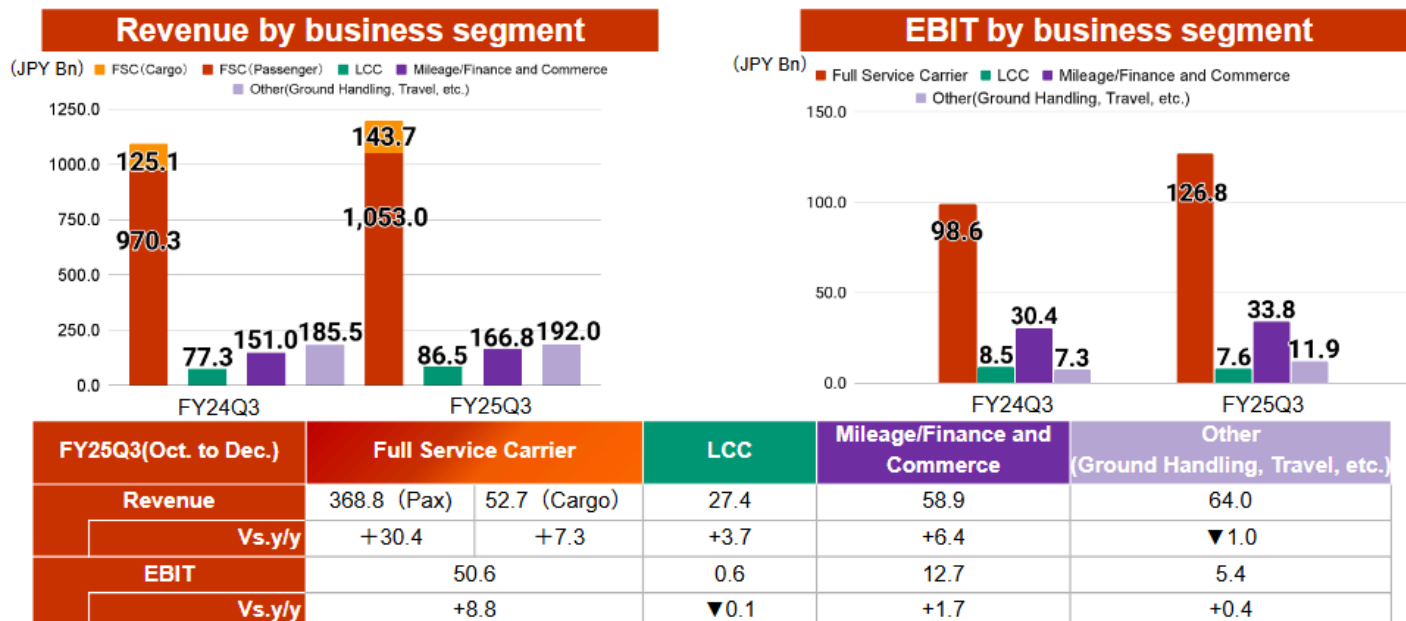 Revenue by business segment
(JPY Bn) FSC(Cargo) FSC(Passenger) LCC Mileage/Finance and Commerce
Other(Ground Handling, Travel, etc.)
1250.0
1000.0
750.0
500.0
250.0
0.0
125.1
970.3
77.3
151.0
185.5
143.7
1,053.0
86.5
166.8
192.0
FY24Q3
FY25Q3
EBIT by business segment
(JPY Bn) Full Service Carrier LCC Mileage/Finance and Commerce
Other(Ground Handling, Travel, etc.)
150.0
100.0
50.0
0.0
98.6
8.5
30.4
7.3
126.8
7.6
33.8
11.9
FY24Q3
FY25Q3
FY25Q3(Oct. to Dec.) Full Service Carrier LCC Mileage/Finance and Commerce Other (Ground Handling, Travel, etc.)
Revenue 368.8 (Pax) 52.7 (Cargo) 27.4 58.9 64.0
Vs.y/y +30.4 +7.3 +3.7 +6.4 ▼1.0
EBIT 50.6 0.6 12.7 5.4
Vs.y/y +8.8 ▼0.1 +1.7 +0.4